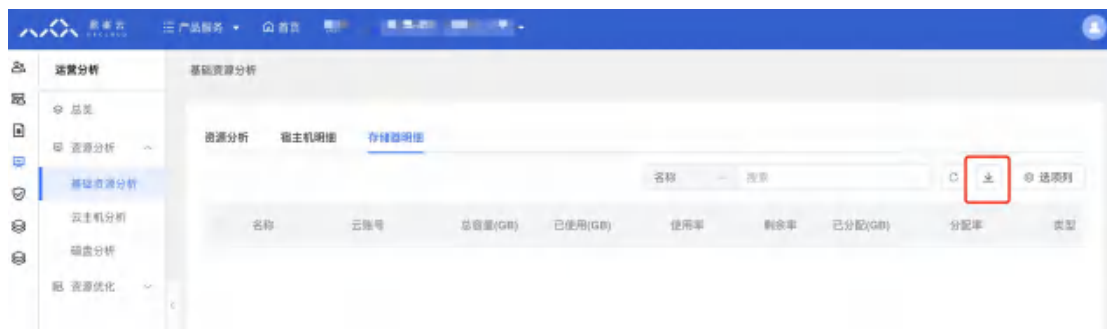 产品服务 首页
运营分析
基础资源分析
总览
资源分析
资源分析 宿主机明细 存储器明细
名称 搜索 选项列
基础资源分析
名称 云账号 总容量(GB) 已使用(GB) 使用率 剩余率 已分配(GB) 分配率 类型
云主机分析
磁盘分析
资源优化